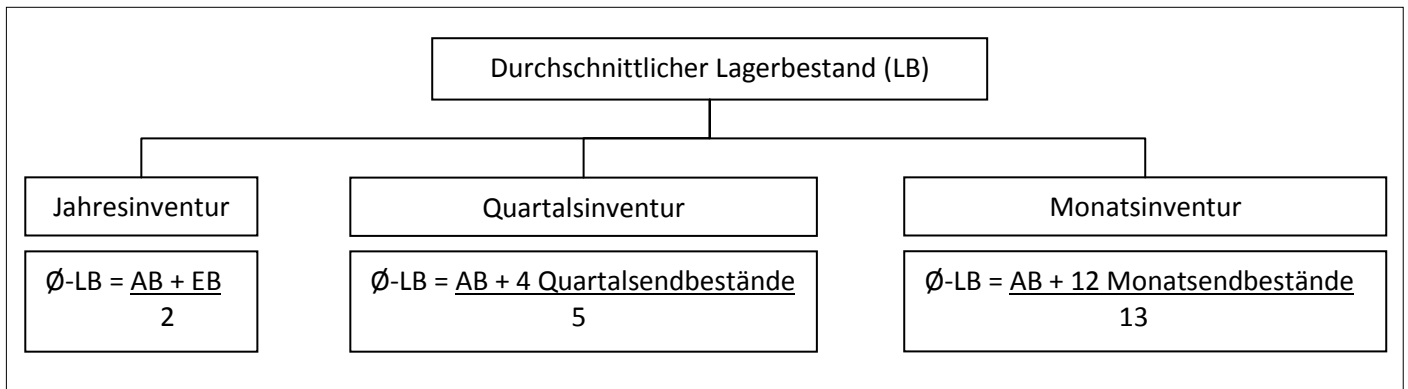 Durchschnittlicher Lagerbestand (LB)
Jahresinventur
Quartalsinventur
Monatsinventur
Ø-LB = AB + EB
2
Ø-LB = AB + 4 Quartalsendbestände
5
Ø-LB = AB + 12 Monatsendbestände
13